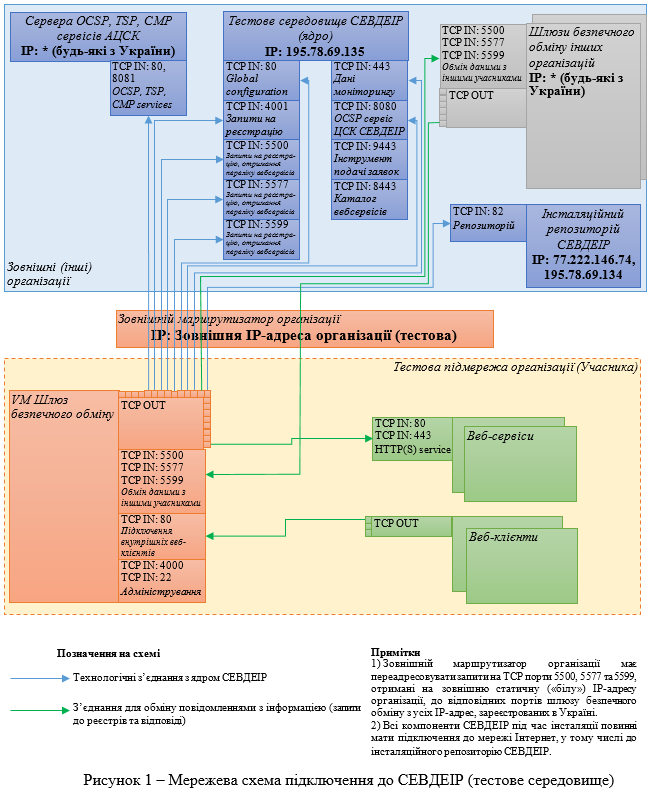 Сервера OCSP, TSP, CMP
сервісів АЦСК
IP: * (будь-які з України)
TCP IN: 80,
8081
OCSP, TSP,
CMP services
Тестове середовище СЕВДЕІР
(ядро)
IP: 195.78.69.135
TCP IN: 80
Global
configuration
TCP IN: 4001
Запити на
реєстрацію
TCP IN: 5500
Запити на реєстра-
цію, отримання
переліку вебсервісів
TCP IN: 5577
Запити на реєстра-
цію, отримання
переліку вебсервісів
TCP IN: 5599
Запити на реєстра-
цію, отримання
переліку вебсервісів
TCP IN: 443
Дані
моніторингу
TCP IN: 8080
OCSP сервіс
ЦСК СЕВДЕІР
TCP IN: 9443
Інструмент
подачі заявок
TCP IN: 8443
Каталог
вебсервісів
TCP IN: 5500
TCP IN: 5577
TCP IN: 5599
Обмін даними з
іншими учасниками
TCP OUT
Шлюзи безпечного
обміну інших
організацій
IP: * (будь-які з
України)
TCP IN: 82
Репозиторій
Інсталяційний
репозиторій
СЕВДЕІР
IP: 77.222.146.74,
195.78.69.134
Зовнішні (інші)
організації
Зовнішній маршрутизатор організації
IP: Зовнішня IP-адреса організації (тестова)
Тестова підмережа організації (Учасника)
VM Шлюз
безпечного обміну
TCP OUT
TCP IN: 5500
TCP IN: 5577
TCP IN: 5599
Обмін даними з
іншими учасниками
TCP IN: 80
Підключення
внутрішніх веб-
клієнтів
TCP IN: 4000
TCP IN: 22
Адміністрування
TCP IN: 80
TCP IN: 443
HTTP(S) service
Веб-сервіси
TCP OUT
Веб-клієнти
Позначення на схемі
Технологічні з’єднання з ядром СЕВДЕІР
З’єднання для обміну повідомленнями з інформацією (запити
до реєстрів та відповіді)
Примітки
1) Зовнішній маршрутизатор організації має
переадресовувати запити на TCP порти 5500, 5577 та 5599,
отримані на зовнішню статичну («білу») IP-адресу
організації, до відповідних портів шлюзу безпечного
обміну з усіх IP-адрес, зареєстрованих в Україні.
2) Всі компоненти СЕВДЕІР під час інсталяції повинні
мати підключення до мережі Інтернет, у тому числі до
інсталяційного репозиторію СЕВДЕІР.
Рисунок 1 – Мережева схема підключення до СЕВДЕІР (тестове середовище)